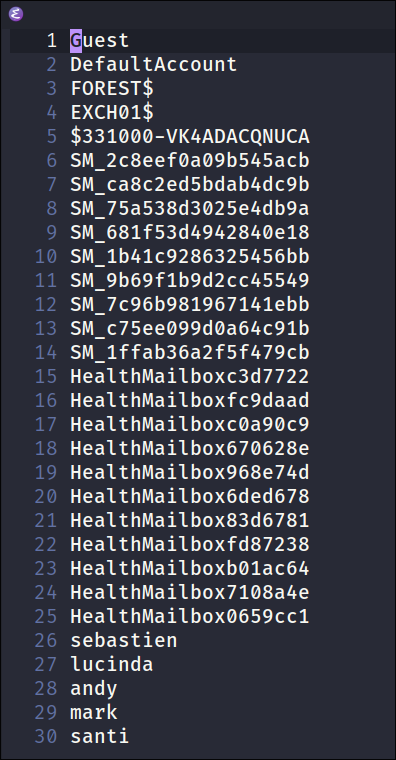 1 Guest
2 DefaultAccount
3 FOREST$
4 EXCH01$
5 $331000-VK4ADACQNUCA
6 SM_2c8eef0a09b545acb
7 SM_ca8c2ed5bdab4dc9b
8 SM_75a538d3025e4db9a
9 SM_681f53d4942840e18
10 SM_1b41c9286325456bb
11 SM_9b69f1b9d2cc45549
12 SM_7c96b981967141ebb
13 SM_c75ee099d0a64c91b
14 SM_1ffab36a2f5f479cb
15 HealthMailboxc3d7722
16 HealthMailboxfc9daad
17 HealthMailboxc0a90c9
18 HealthMailbox670628e
19 HealthMailbox968e74d
20 HealthMailbox6ded678
21 HealthMailbox83d6781
22 HealthMailboxfd87238
23 HealthMailboxb01ac64
24 HealthMailbox7108a4e
25 HealthMailbox0659cc1
26 sebastien
27 lucinda
28 andy
29 mark
30 santi